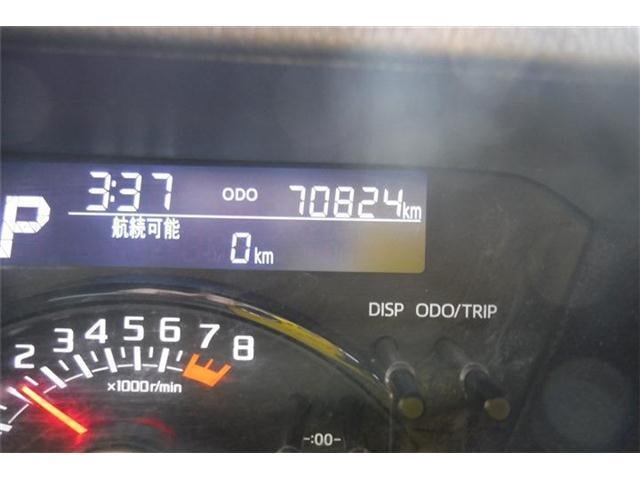 3:37 ODO 70824km
P
航続可能
0km
DISP ODO/TRIP
2 3 4 5 6 7 8
×1000r/min
-:00-